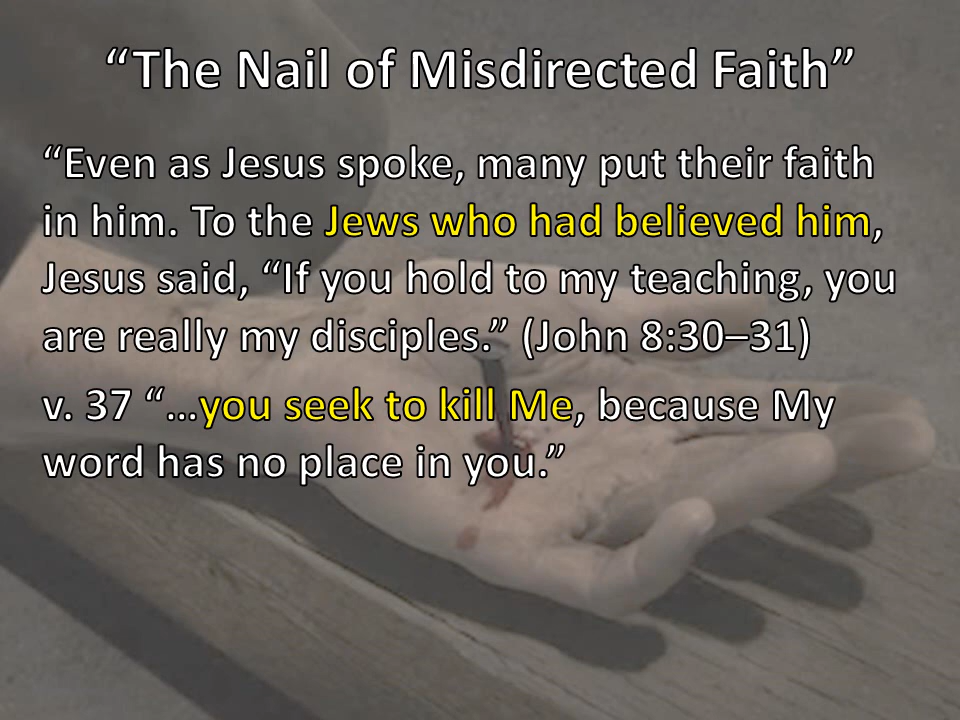 “The Nail of Misdirected Faith”
“Even as Jesus spoke, many put their faith
in him. To the Jews who had believed him,
Jesus said, “If you hold to my teaching, you
are really my disciples.” (John 8:30–31)
v. 37 “…you seek to kill Me, because My
word has no place in you.”